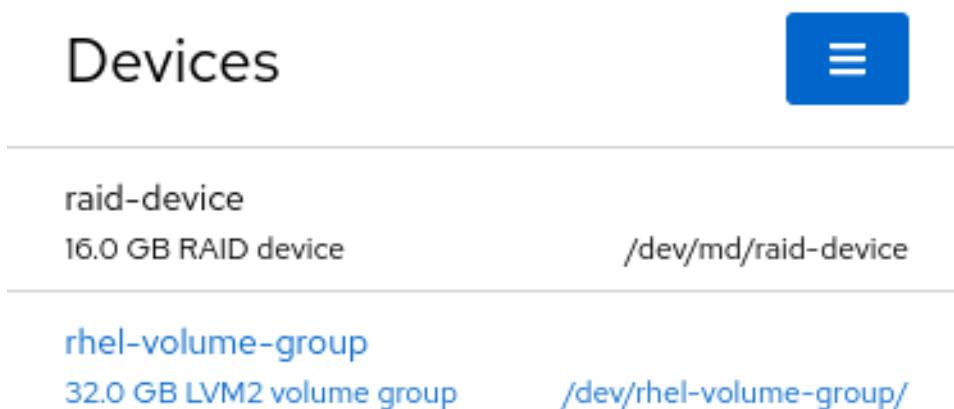 Devices
raid-device
16.0 GB RAID device /dev/md/raid-device
rhel-volume-group
32.0 GB LVM2 volume group /dev/rhel-volume-group/